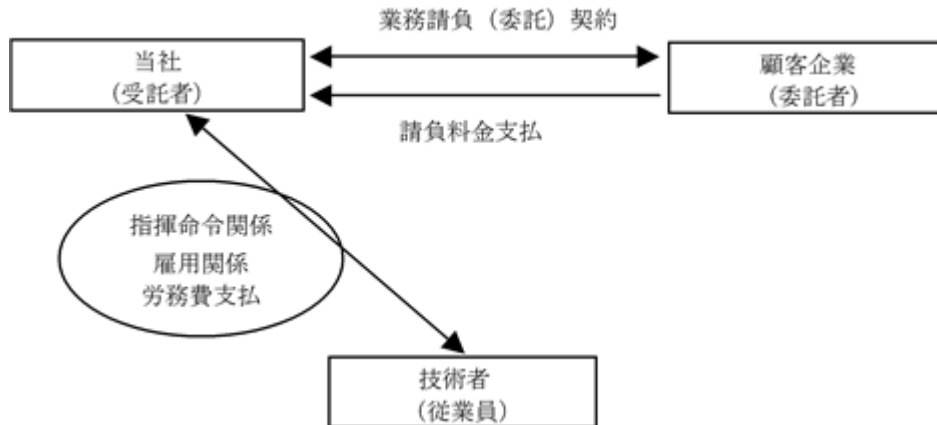 業務請負（委託）契約
当社
（受託者）
顧客企業
（委託者）
請負料金支払
指揮命令関係
雇用関係
労務費支払
技術者
（従業員）